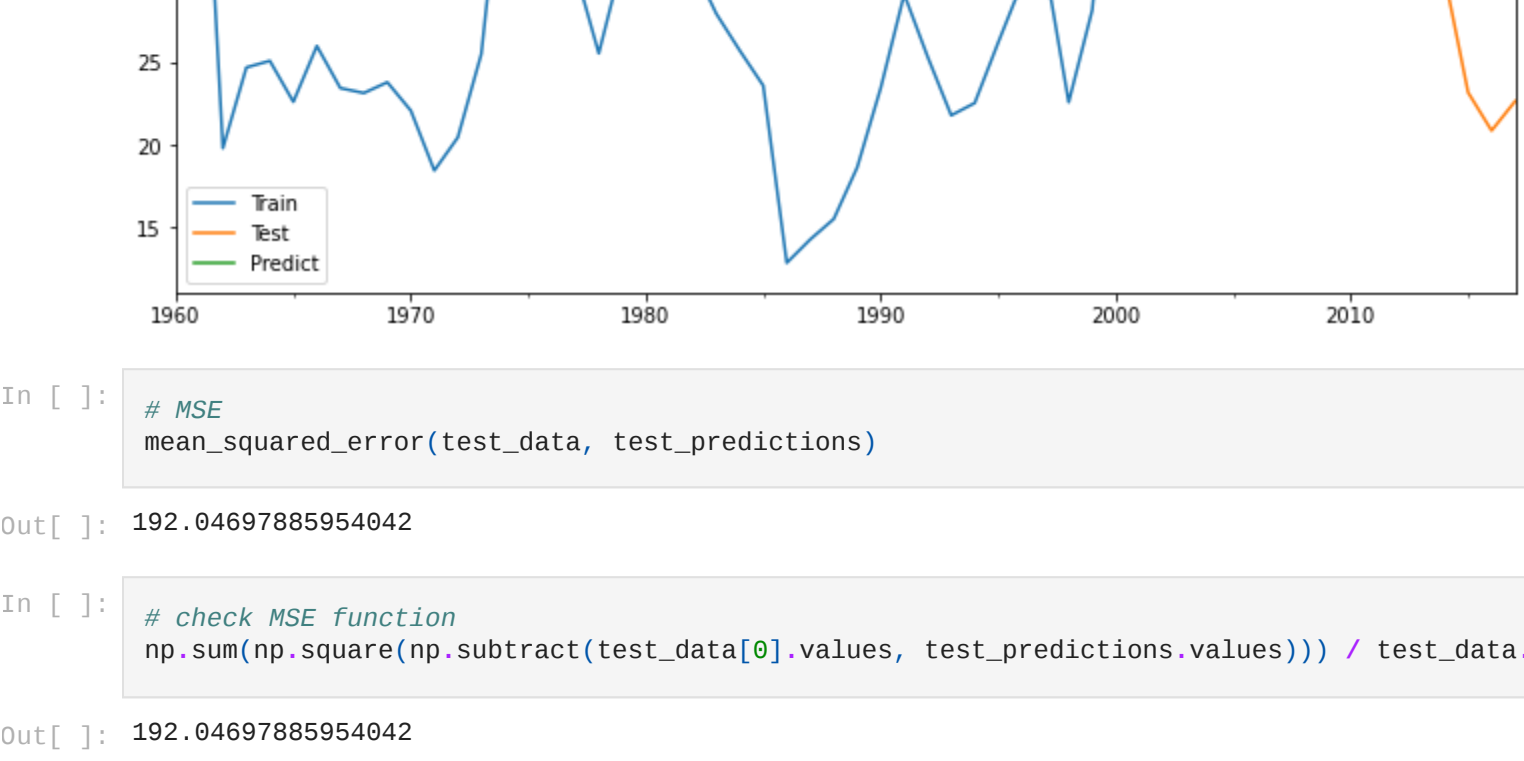 25
20
15
Train
Test
Predict
1960 1970 1980 1990 2000 2010
In [ ]:
# MSE
mean_squared_error(test_data, test_predictions)
Out[ ]: 192.04697885954042
In [ ]:
# check MSE function
np.sum(np.square(np.subtract(test_data[0].values, test_predictions.values))) / test_data.
Out[ ]: 192.04697885954042